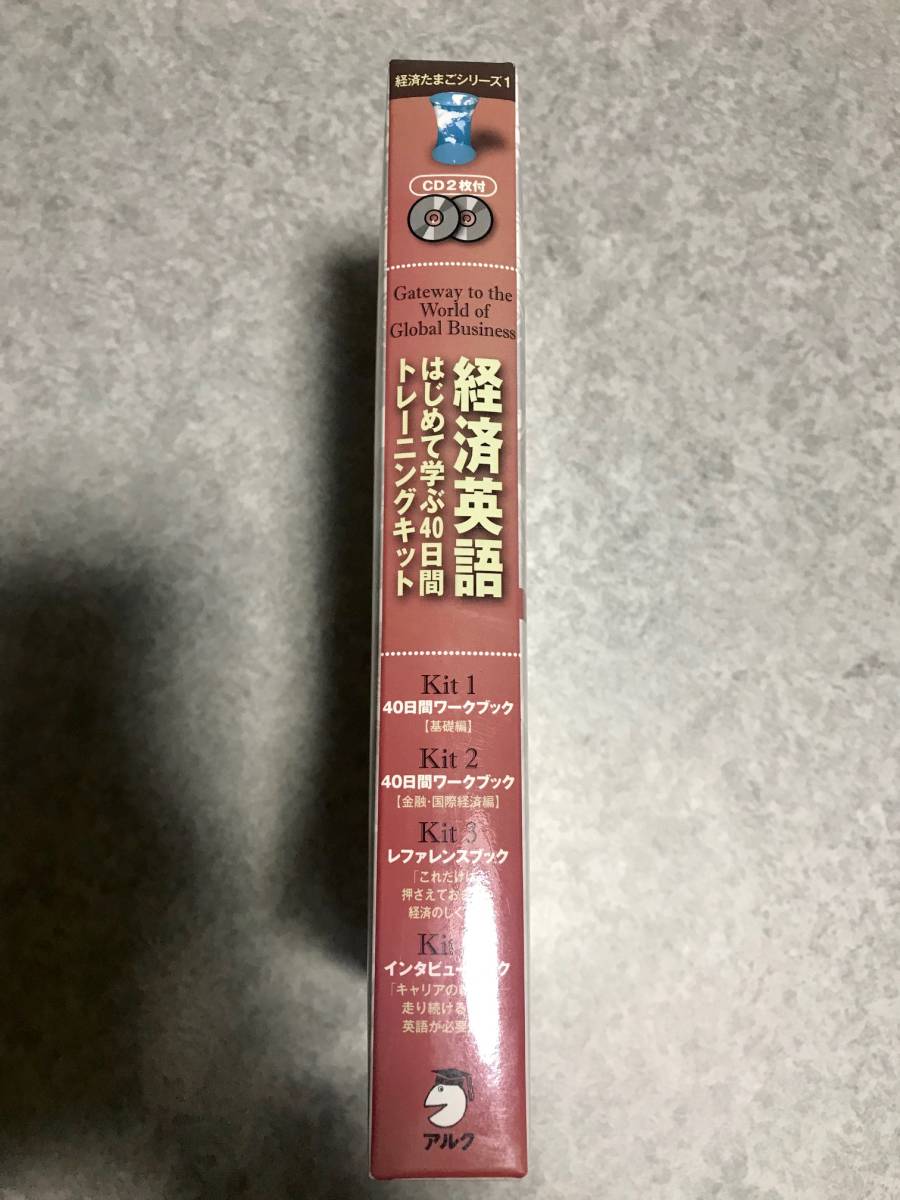 経済たまごシリーズ1
CD2枚付
Gateway to the
World of
Global Business
経済英語
はじめて学ぶ40日間
トレーニングキット
Kit 1
40日間ワークブック
【基礎編】
Kit 2
40日間ワークブック
【金融・国際経済編】
Kit 3
レファレンスブック
「これだけは
押さえておき
経済のしく
Ki
インタビュー ク
「キャリアの
走り続ける
英語が必要
アルク